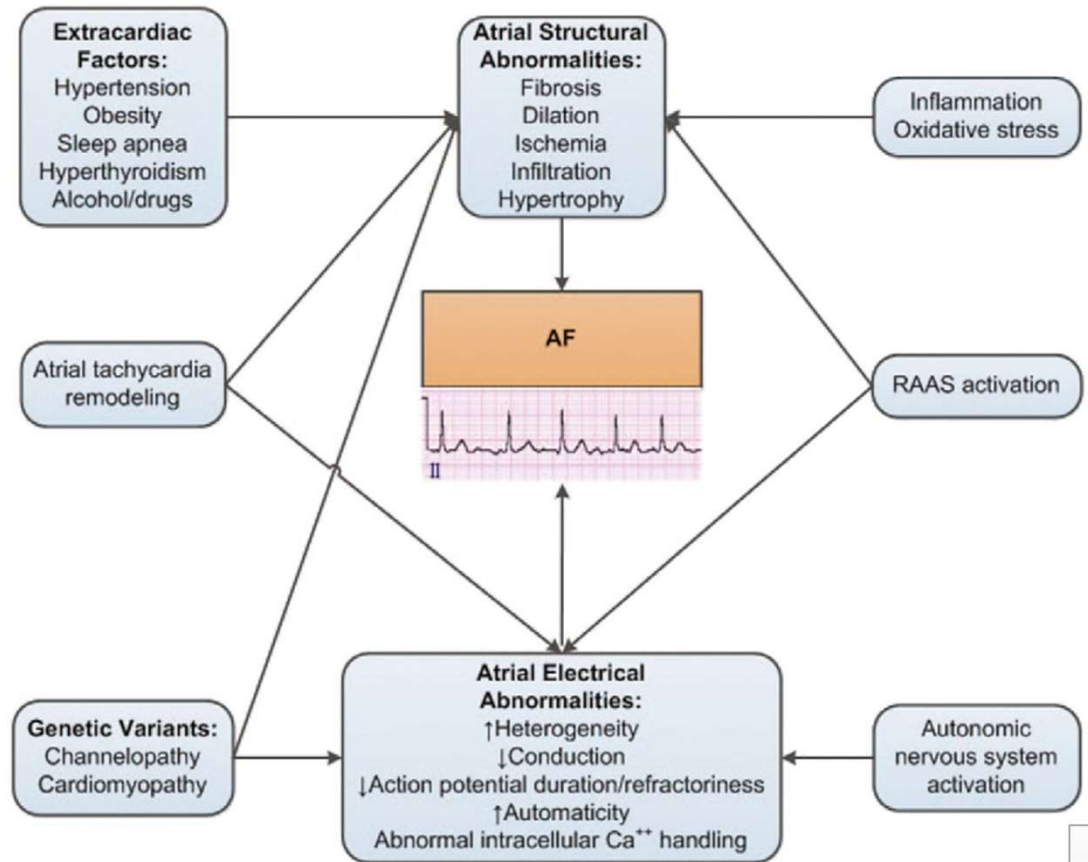 Extracardiac
Factors:
Hypertension
Obesity
Sleep apnea
Hyperthyroidism
Alcohol/drugs
Atrial Structural
Abnormalities:
Fibrosis
Dilation
Ischemia
Infiltration
Hypertrophy
Inflammation
Oxidative stress
AF
II
Atrial tachycardia
remodeling
RAAS activation
Genetic Variants:
Channelopathy
Cardiomyopathy
Atrial Electrical
Abnormalities:
↑Heterogeneity
↓Conduction
↓Action potential duration/refractoriness
↑Automaticity
Abnormal intracellular Ca⁺⁺ handling
Autonomic
nervous system
activation